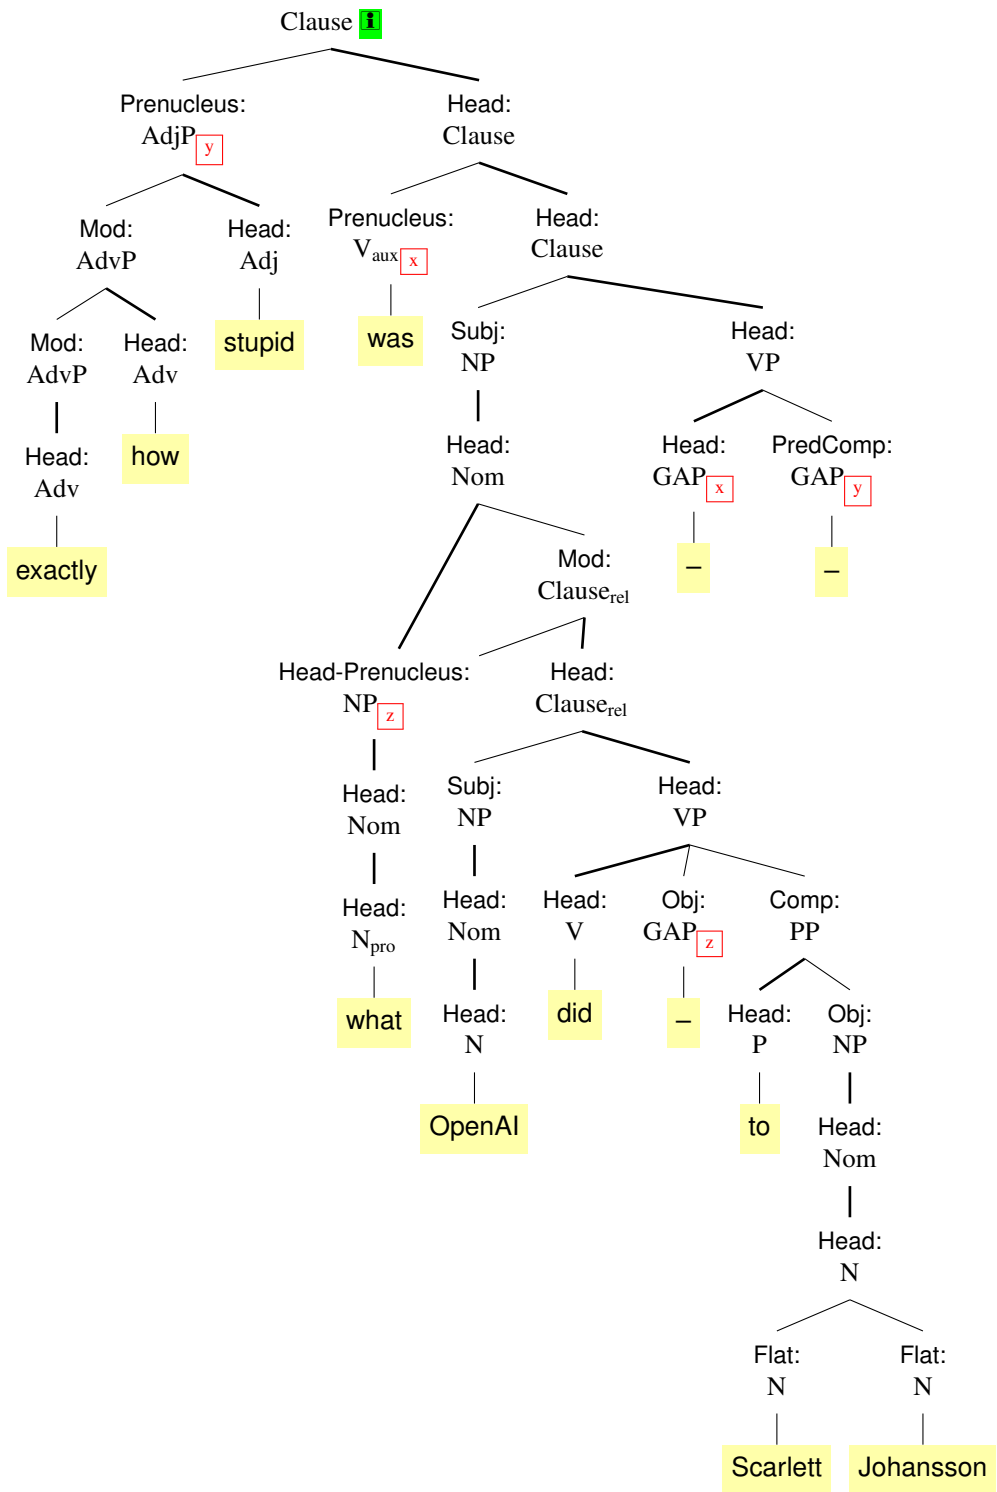 Clause i
Prenucleus: Head:
AdjP y Clause
Mod: Head: Prenucleus: Head:
AdvP Adj Vaux x Clause
Mod: Head: stupid was Subj: Head:
AdvP Adv NP VP
Head: how Head: Head: PredComp:
Adv Nom GAP x GAP y
exactly Mod: – –
Clauserel
Head-Prenucleus: Head:
NP z Clauserel
Head: Subj: Head:
Nom NP VP
Head: Head: Head: Obj: Comp:
Npro Nom V GAP z PP
what Head: did – Head: Obj:
N P NP
OpenAI to Head:
Nom
Head:
N
Flat: Flat:
N N
Scarlett Johansson